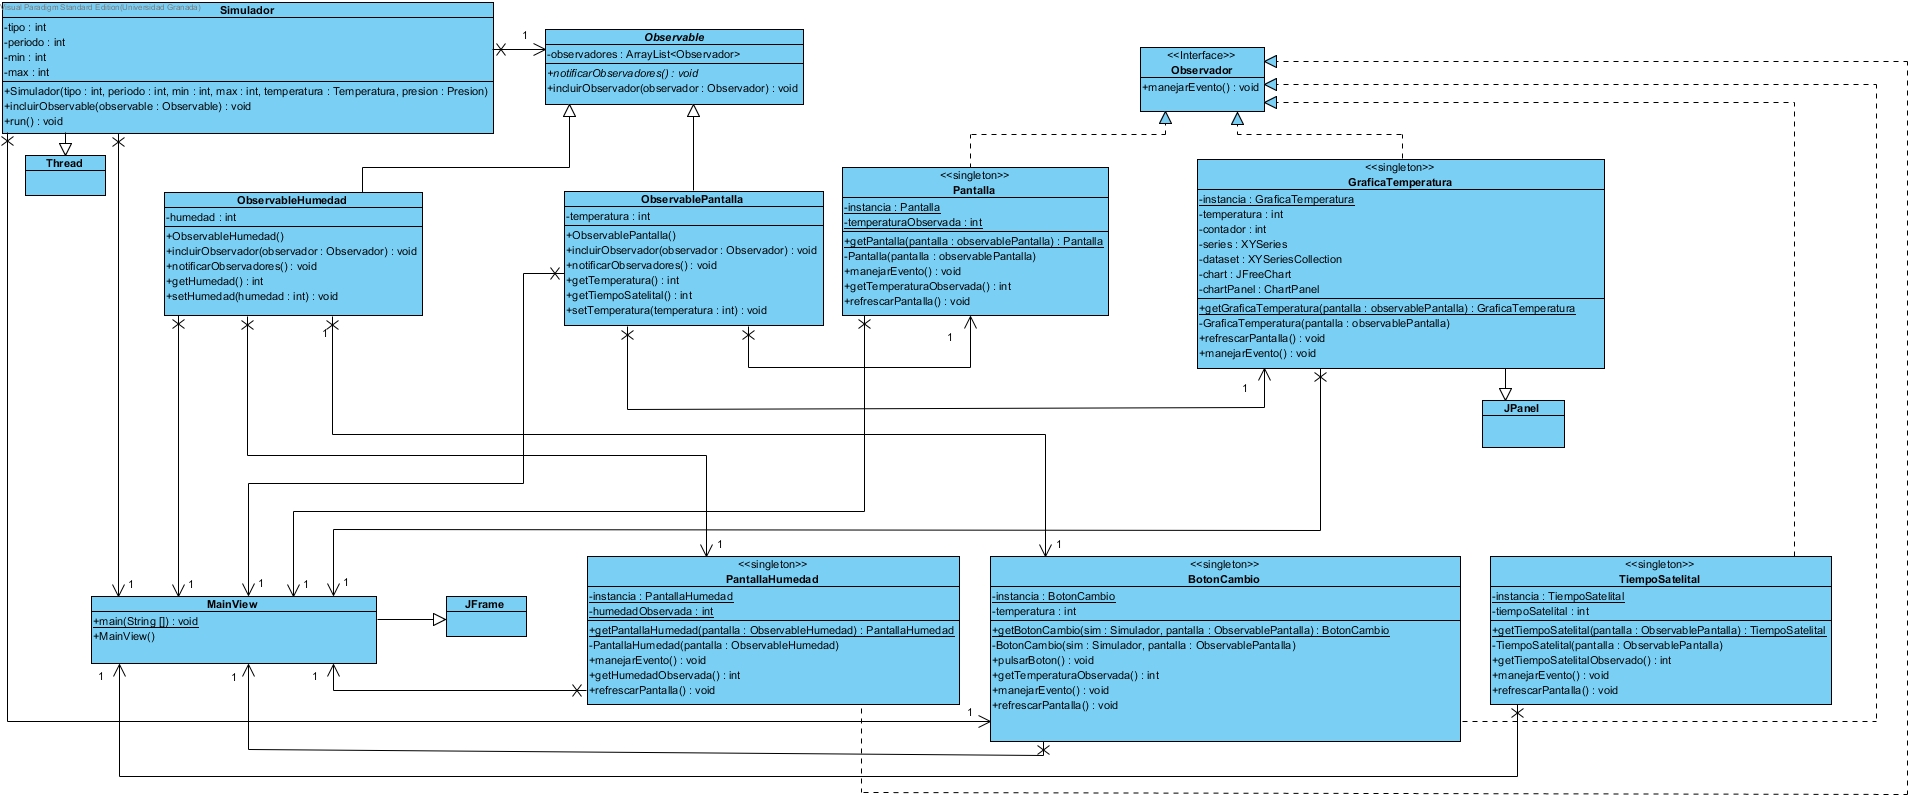 Visual Paradigm Standard Edition(Universidad Granada)
Simulador
-tipo : int
-periodo : int
-min : int
-max : int
+Simulador(tipo : int, periodo : int, min : int, max : int, temperatura : Temperatura, presion : Presion)
+incluirObservable(observable : Observable) : void
+run() : void
1
Observable
-observadores : ArrayList<Observador>
+notificarObservadores() : void
+incluirObservador(observador : Observador) : void
<<Interface>>
Observador
+manejarEvento() : void
Thread
ObservableHumedad
-humedad : int
+ObservableHumedad()
+incluirObservador(observador : Observador) : void
+notificarObservadores() : void
+getHumedad() : int
+setHumedad(humedad : int) : void
1
ObservablePantalla
-temperatura : int
+ObservablePantalla()
+incluirObservador(observador : Observador) : void
+notificarObservadores() : void
+getTemperatura() : int
+getTiempoSatelital() : int
+setTemperatura(temperatura : int) : void
<<singleton>>
Pantalla
-instancia : Pantalla
-temperaturaObservada : int
+getPantalla(pantalla : observablePantalla) : Pantalla
-Pantalla(pantalla : observablePantalla)
+manejarEvento() : void
+getTemperaturaObservada() : int
+refrescarPantalla() : void
1
<<singleton>>
GraficaTemperatura
-instancia : GraficaTemperatura
-temperatura : int
-contador : int
-series : XYSeries
-dataset : XYSeriesCollection
-chart : JFreeChart
-chartPanel : ChartPanel
+getGraficaTemperatura(pantalla : observablePantalla) : GraficaTemperatura
-GraficaTemperatura(pantalla : observablePantalla)
+refrescarPantalla() : void
+manejarEvento() : void
1
JPanel
1
1
1
1
1
1
1
MainView
+main(String []) : void
+MainView()
1
1
1
JFrame
<<singleton>>
PantallaHumedad
-instancia : PantallaHumedad
-humedadObservada : int
+getPantallaHumedad(pantalla : ObservableHumedad) : PantallaHumedad
-PantallaHumedad(pantalla : ObservableHumedad)
+manejarEvento() : void
+getHumedadObservada() : int
+refrescarPantalla() : void
1
<<singleton>>
BotonCambio
-instancia : BotonCambio
-temperatura : int
+getBotonCambio(sim : Simulador, pantalla : ObservablePantalla) : BotonCambio
-BotonCambio(sim : Simulador, pantalla : ObservablePantalla)
+pulsarBoton() : void
+getTemperaturaObservada() : int
+manejarEvento() : void
+refrescarPantalla() : void
<<singleton>>
TiempoSatelital
-instancia : TiempoSatelital
-tiempoSatelital : int
+getTiempoSatelital(pantalla : ObservablePantalla) : TiempoSatelital
-TiempoSatelital(pantalla : ObservablePantalla)
+getTiempoSatelitalObservado() : int
+manejarEvento() : void
+refrescarPantalla() : void